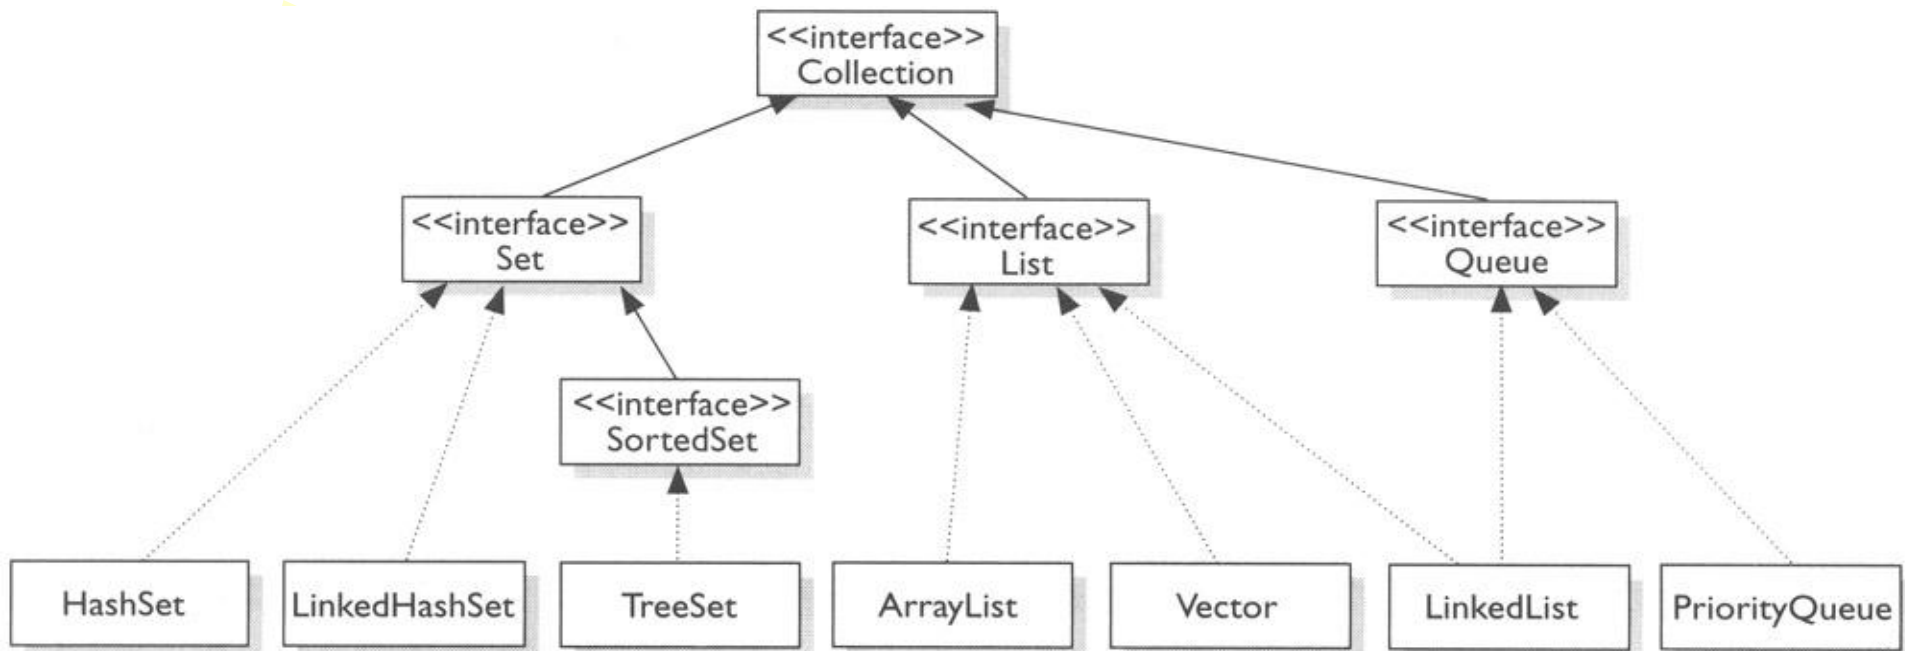 <<interface>>
Collection
<<interface>>
Set
<<interface>>
List
<<interface>>
Queue
<<interface>>
SortedSet
HashSet
LinkedHashSet
TreeSet
ArrayList
Vector
LinkedList
PriorityQueue